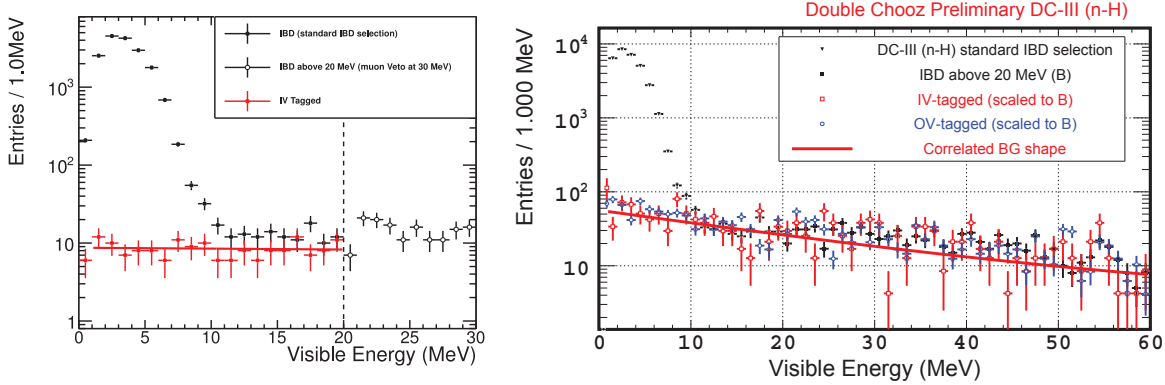 Entries / 1.0MeV
10³
10²
10
1
IBD (standard IBD selection)
IBD above 20 MeV (muon Veto at 30 MeV)
IV Tagged
0 5 10 15 20 25 30
Visible Energy (MeV)
Double Chooz Preliminary DC-III (n-H)
Entries / 1.000 MeV
10⁴
10³
10²
10
DC-III (n-H) standard IBD selection
IBD above 20 MeV (B)
IV-tagged (scaled to B)
OV-tagged (scaled to B)
Correlated BG shape
0 10 20 30 40 50 60
Visible Energy (MeV)